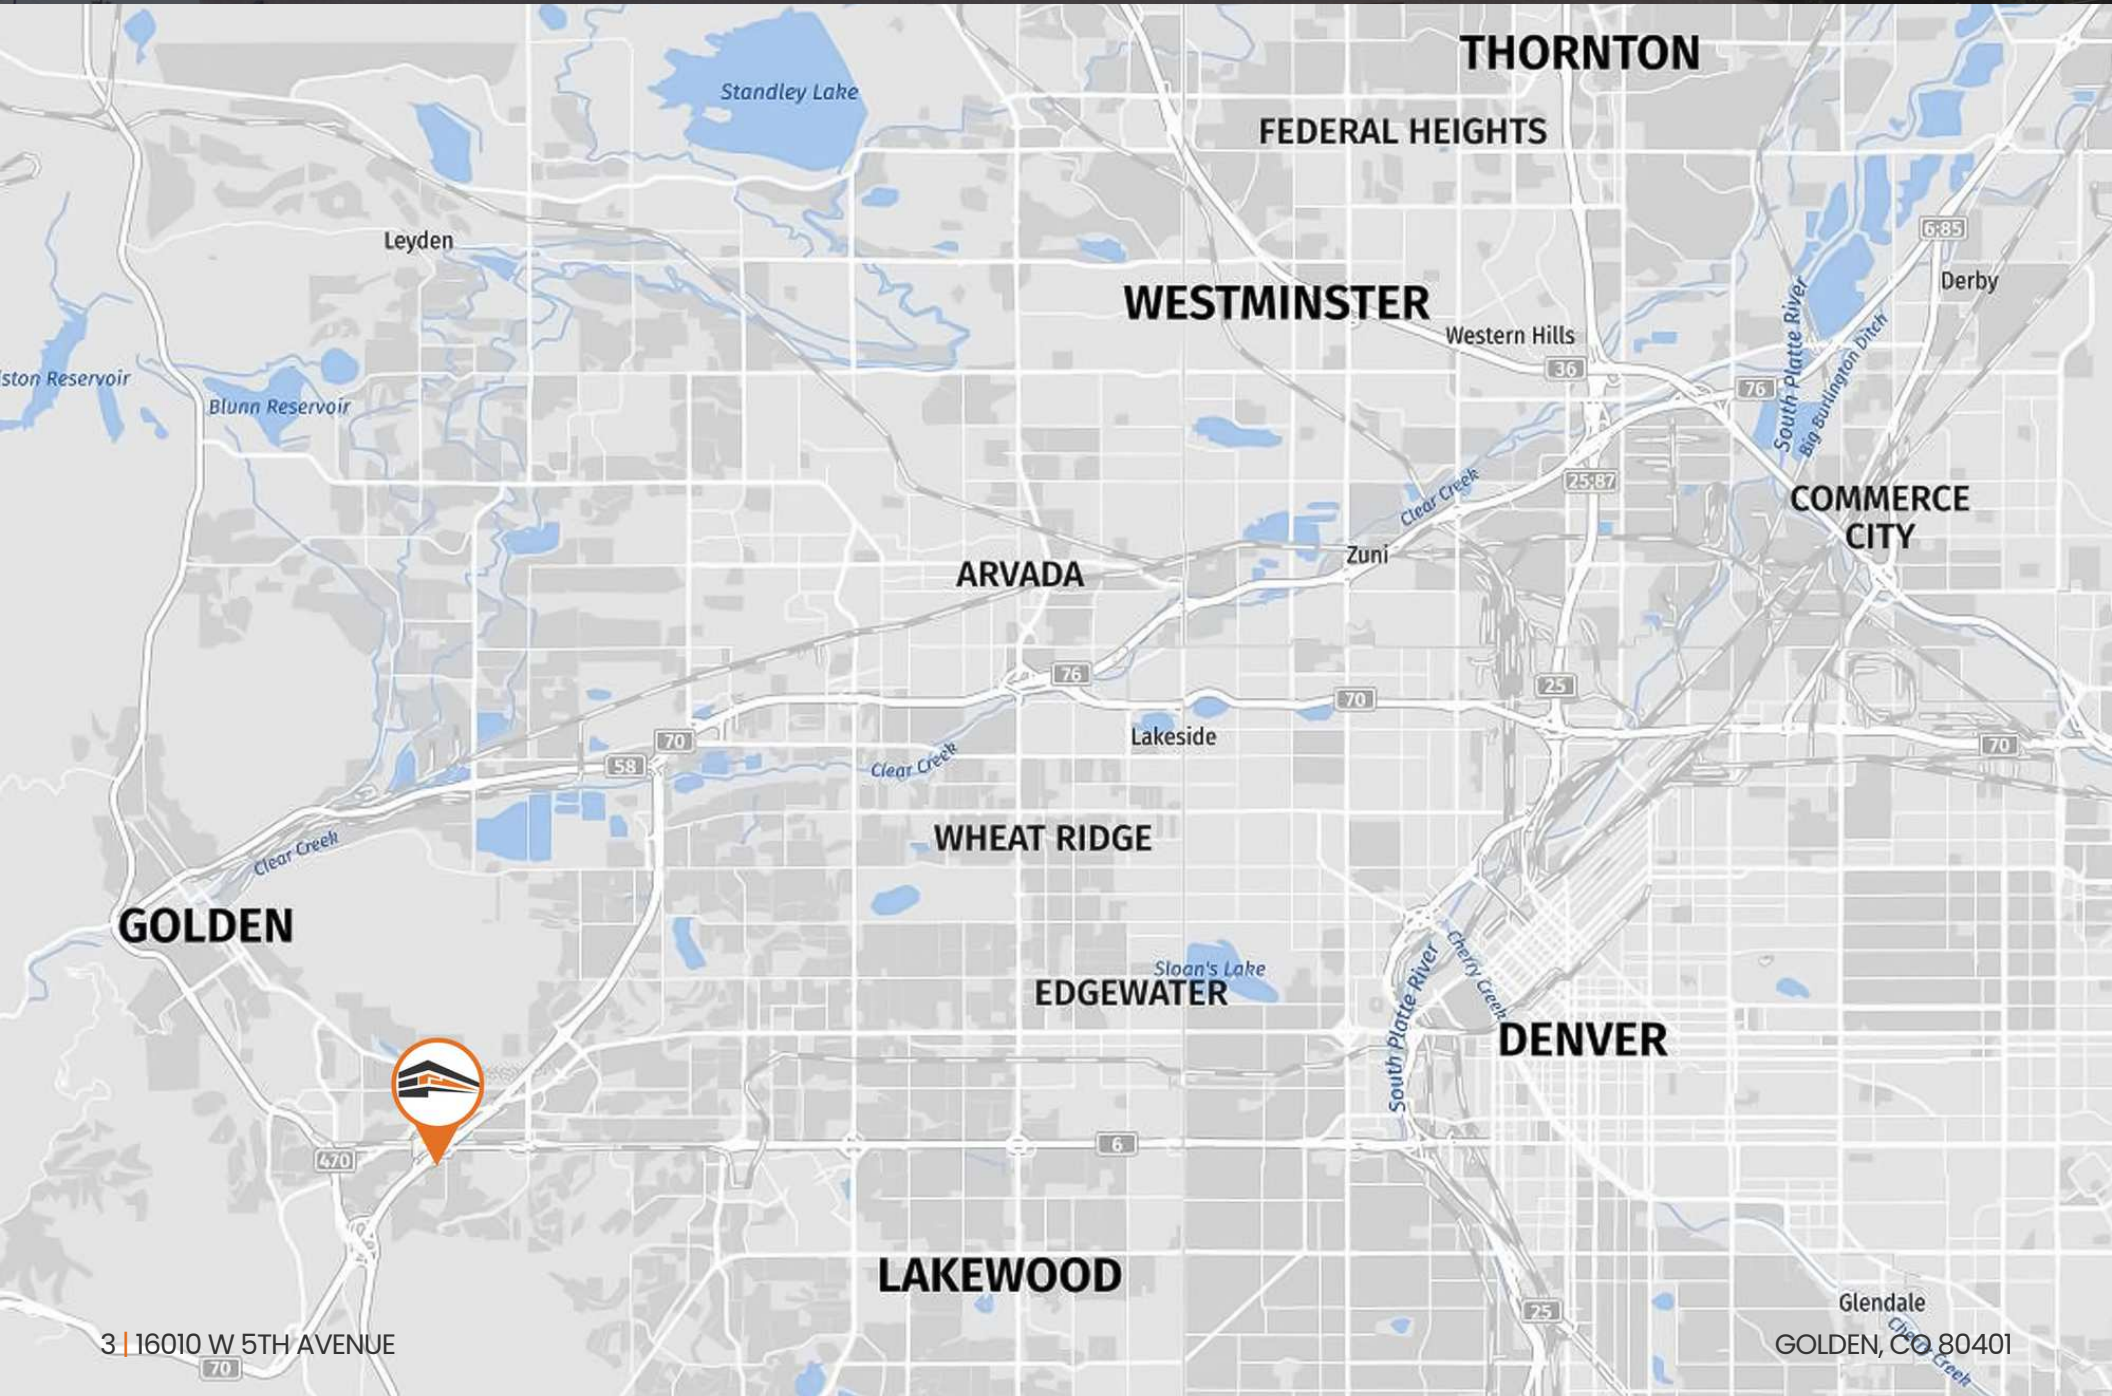 THORNTON
Standley Lake
FEDERAL HEIGHTS
6:85
Leyden
Derby
WESTMINSTER
South Platte River
Western Hills
Big Burlington Ditch
36
ston Reservoir
76
Blunn Reservoir
25:87
Clear Creek
COMMERCE
CITY
Zuni
ARVADA
76
25
70
Lakeside
70
70
58
Clear Creek
WHEAT RIDGE
Clear Creek
GOLDEN
Cherry Creek
Sloan's Lake
EDGEWATER
South Platte River
DENVER
6
470
LAKEWOOD
Glendale
25
Cherry Creek
3 | 16010 W 5TH AVENUE
GOLDEN, CO 80401
70